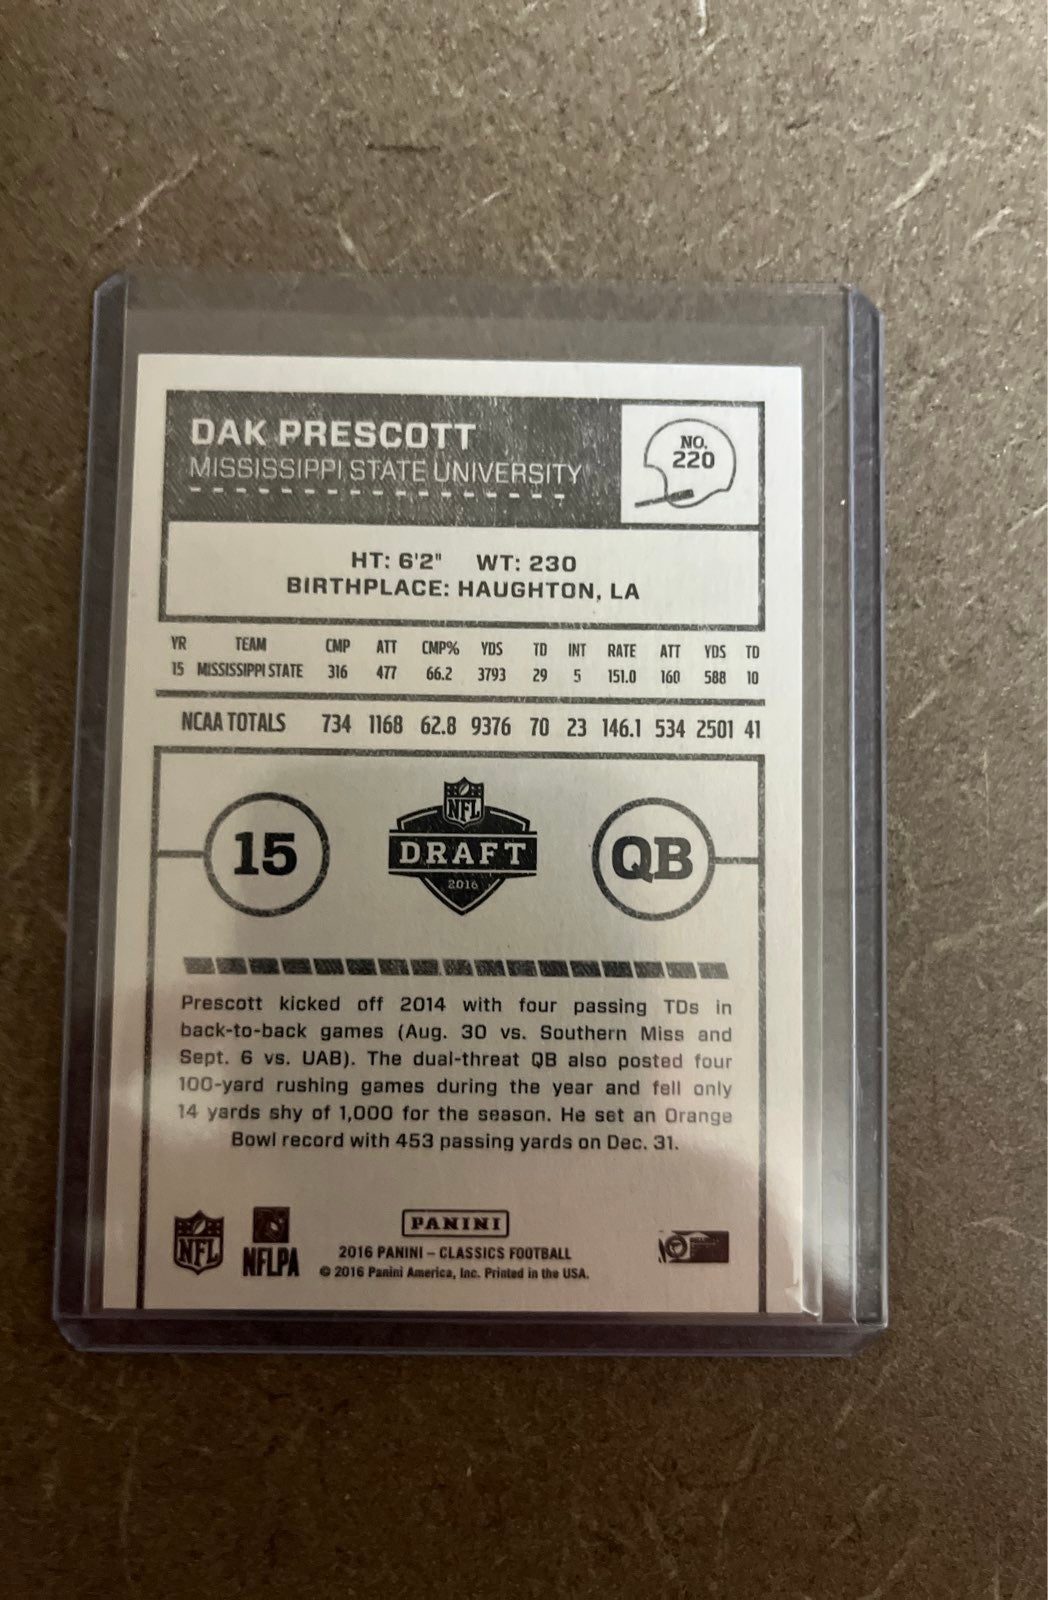 DAK PRESCOTT
MISSISSIPPI STATE UNIVERSITY
NO.
220
HT: 6'2" WT: 230
BIRTHPLACE: HAUGHTON, LA
YR TEAM CMP ATT CMP% YDS TD INT RATE ATT YDS TD
15 MISSISSIPPI STATE 316 477 66.2 3793 29 5 151.0 160 588 10
NCAA TOTALS 734 1168 62.8 9376 70 23 146.1 534 2501 41
15
NFL
DRAFT
2016
QB
Prescott kicked off 2014 with four passing TDs in
back-to-back games (Aug. 30 vs. Southern Miss and
Sept. 6 vs. UAB). The dual-threat QB also posted four
100-yard rushing games during the year and fell only
14 yards shy of 1,000 for the season. He set an Orange
Bowl record with 453 passing yards on Dec. 31.
NFL
NFLPA
PANINI
2016 PANINI – CLASSICS FOOTBALL
© 2016 Panini America, Inc. Printed in the USA.